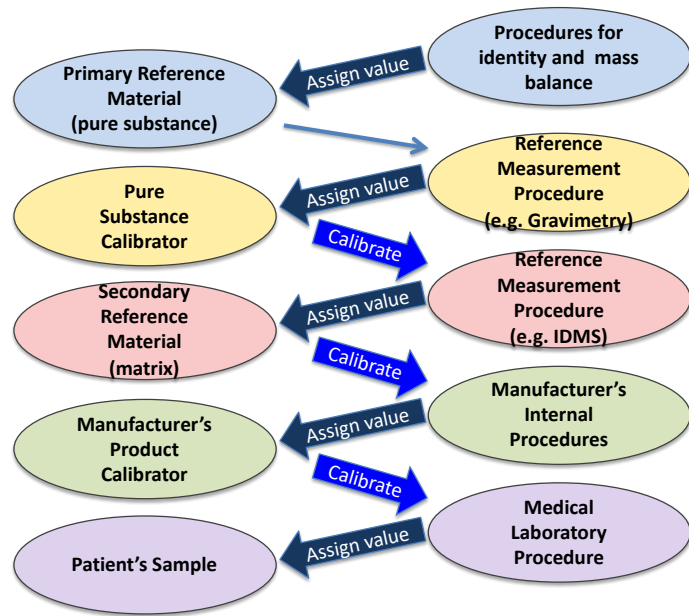 Procedures for
identity and mass
balance
Assign value
Primary Reference
Material
(pure substance)
Reference
Measurement
Procedure
(e.g. Gravimetry)
Assign value
Pure
Substance
Calibrator
Calibrate
Reference
Measurement
Procedure
(e.g. IDMS)
Assign value
Secondary
Reference
Material
(matrix)
Calibrate
Manufacturer's
Internal
Procedures
Assign value
Manufacturer's
Product
Calibrator
Calibrate
Medical
Laboratory
Procedure
Assign value
Patient's Sample